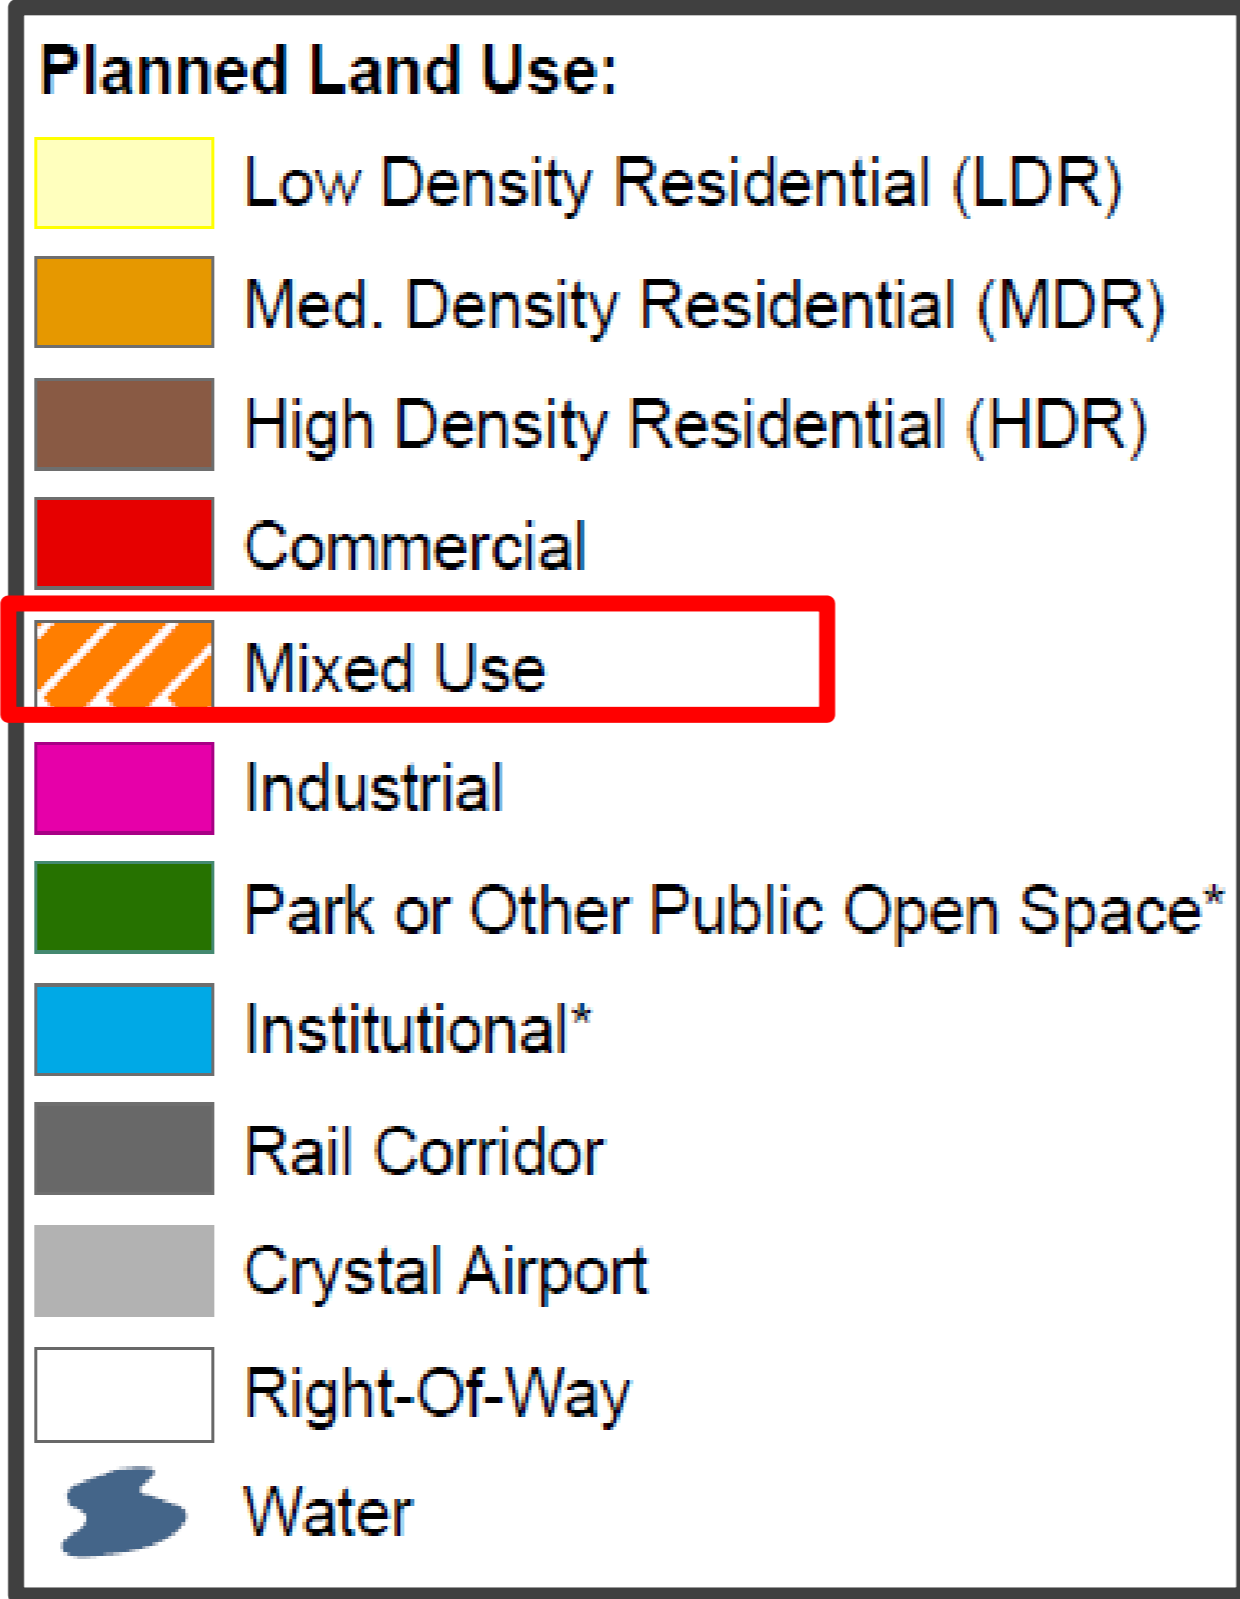 Planned Land Use:
Low Density Residential (LDR)
Med. Density Residential (MDR)
High Density Residential (HDR)
Commercial
Mixed Use
Industrial
Park or Other Public Open Space*
Institutional*
Rail Corridor
Crystal Airport
Right-Of-Way
Water